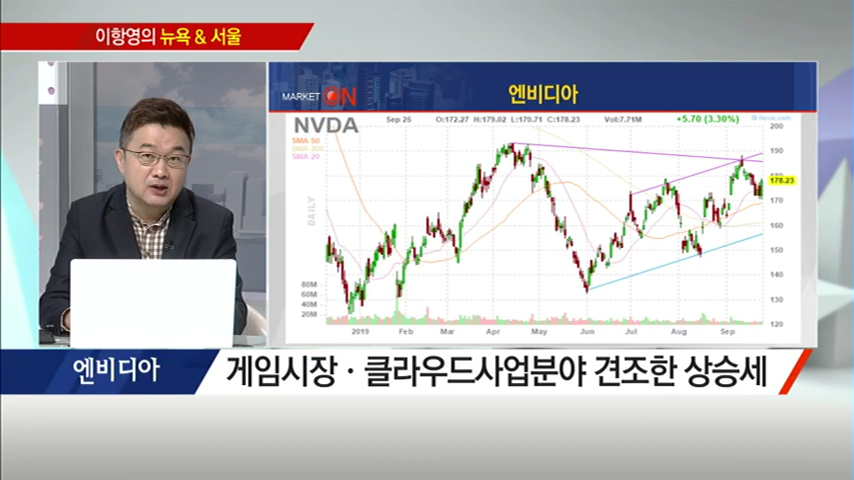 이항영의 뉴욕 & 서울
MARKET ON
엔비디아
NVDA
Sep 25 O:172.27 H:179.02 L:170.71 C:178.23 Vol:7.71M +5.70 (3.30%)
SMA 50
SMA 200
SMA 20
DAILY
200
190
180
178.23
170
160
150
140
130
120
80M
60M
40M
20M
2019 Feb Mar Apr May Jun Jul Aug Sep
엔비디아
게임시장 · 클라우드사업분야 견조한 상승세